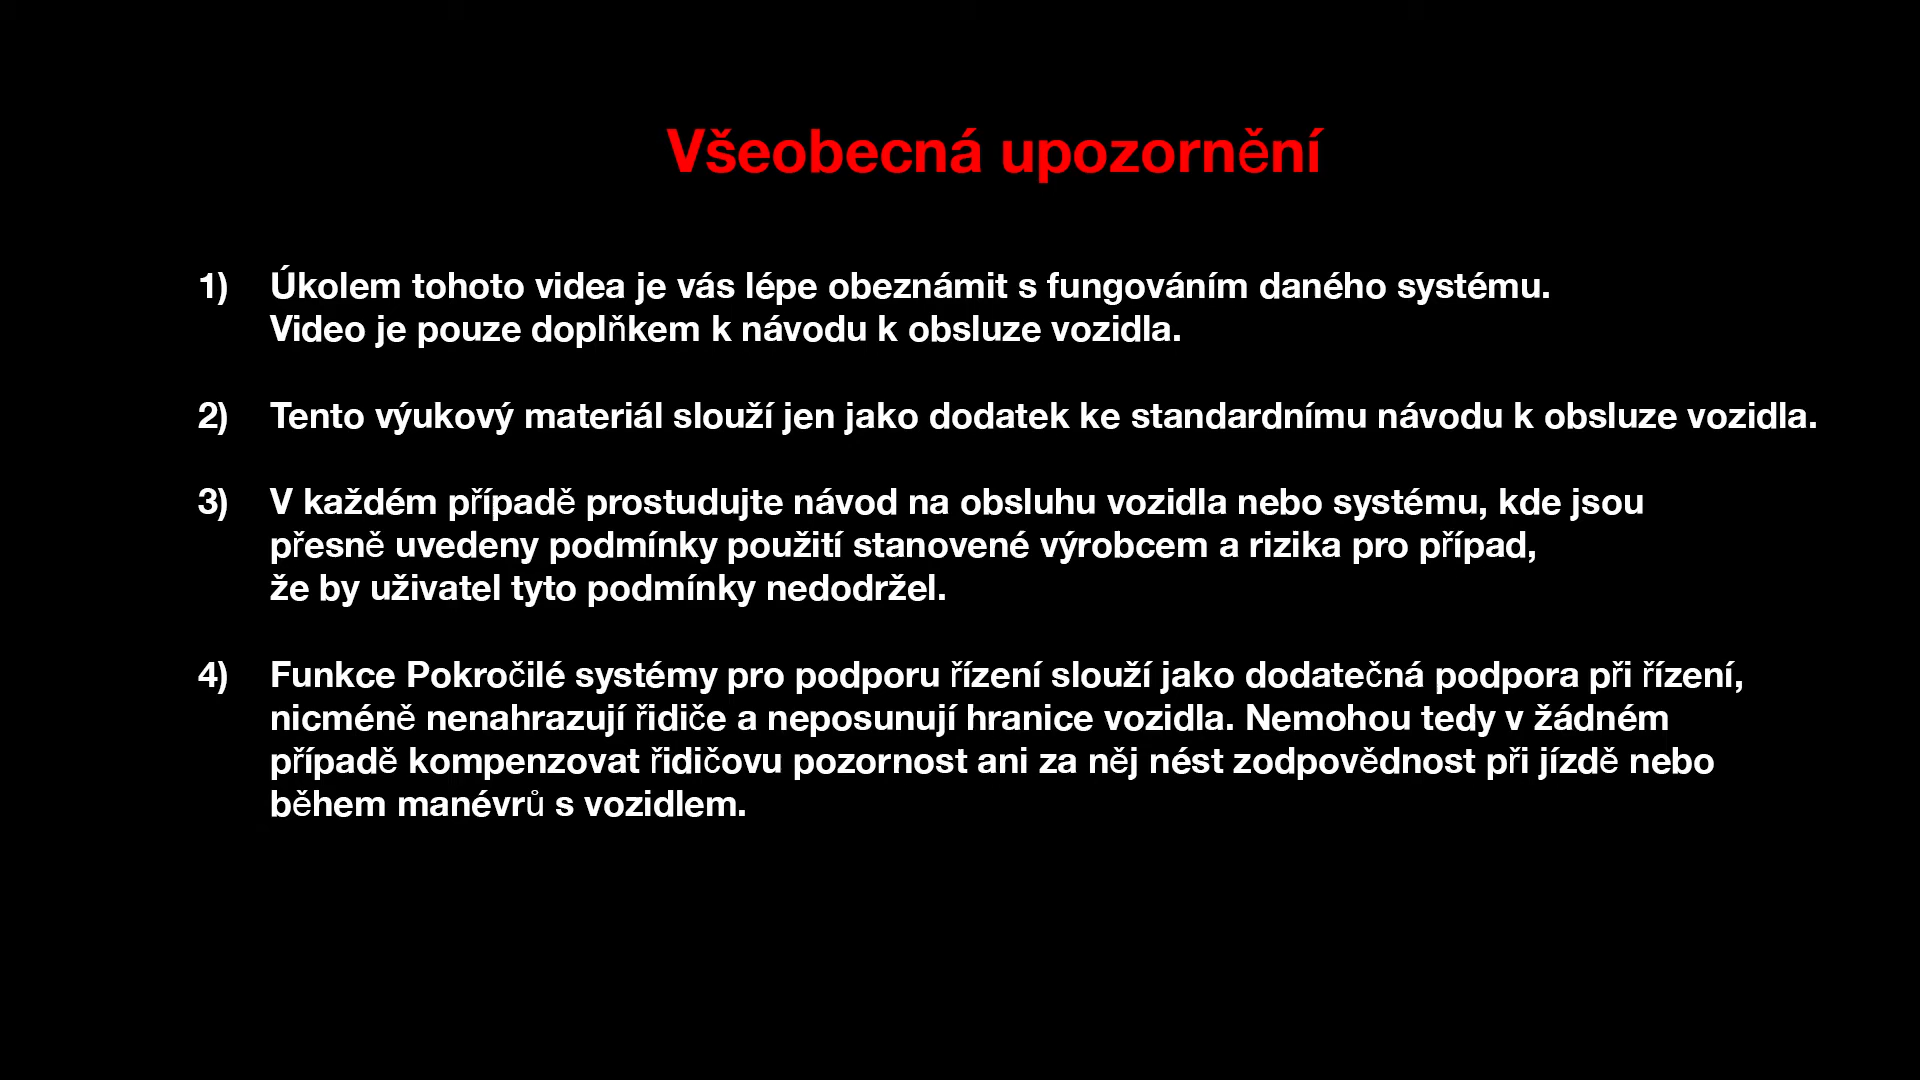 Všeobecná upozornění
1) Úkolem tohoto videa je vás lépe obeznámit s fungováním daného systému.
Video je pouze doplňkem k návodu k obsluze vozidla.
2) Tento výukový materiál slouží jen jako dodatek ke standardnímu návodu k obsluze vozidla.
3) V každém případě prostudujte návod na obsluhu vozidla nebo systému, kde jsou
přesně uvedeny podmínky použití stanovené výrobcem a rizika pro případ,
že by uživatel tyto podmínky nedodržel.
4) Funkce Pokročilé systémy pro podporu řízení slouží jako dodatečná podpora při řízení,
nicméně nenahrazují řidiče a neposunují hranice vozidla. Nemohou tedy v žádném
případě kompenzovat řidičovu pozornost ani za něj nést zodpovědnost při jízdě nebo
během manévrů s vozidlem.